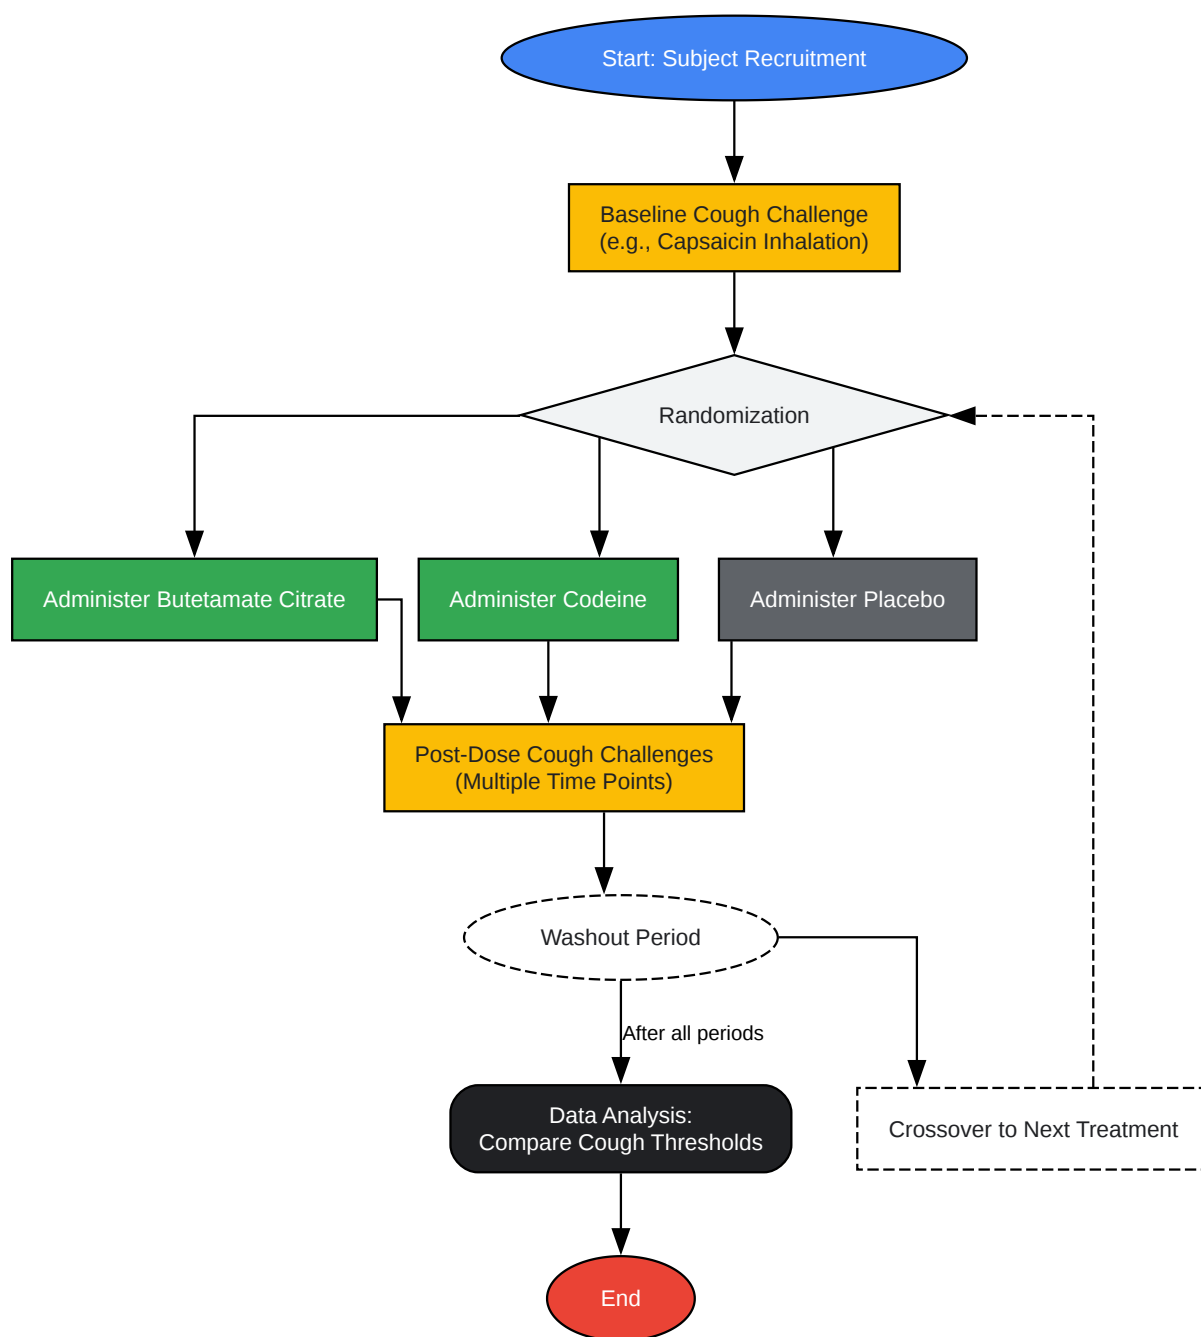 Start: Subject Recruitment
Baseline Cough Challenge
(e.g., Capsaicin Inhalation)
Randomization
Administer Butetamate Citrate
Administer Codeine
Administer Placebo
Post-Dose Cough Challenges
(Multiple Time Points)
Washout Period
After all periods
Data Analysis:
Compare Cough Thresholds
Crossover to Next Treatment
End